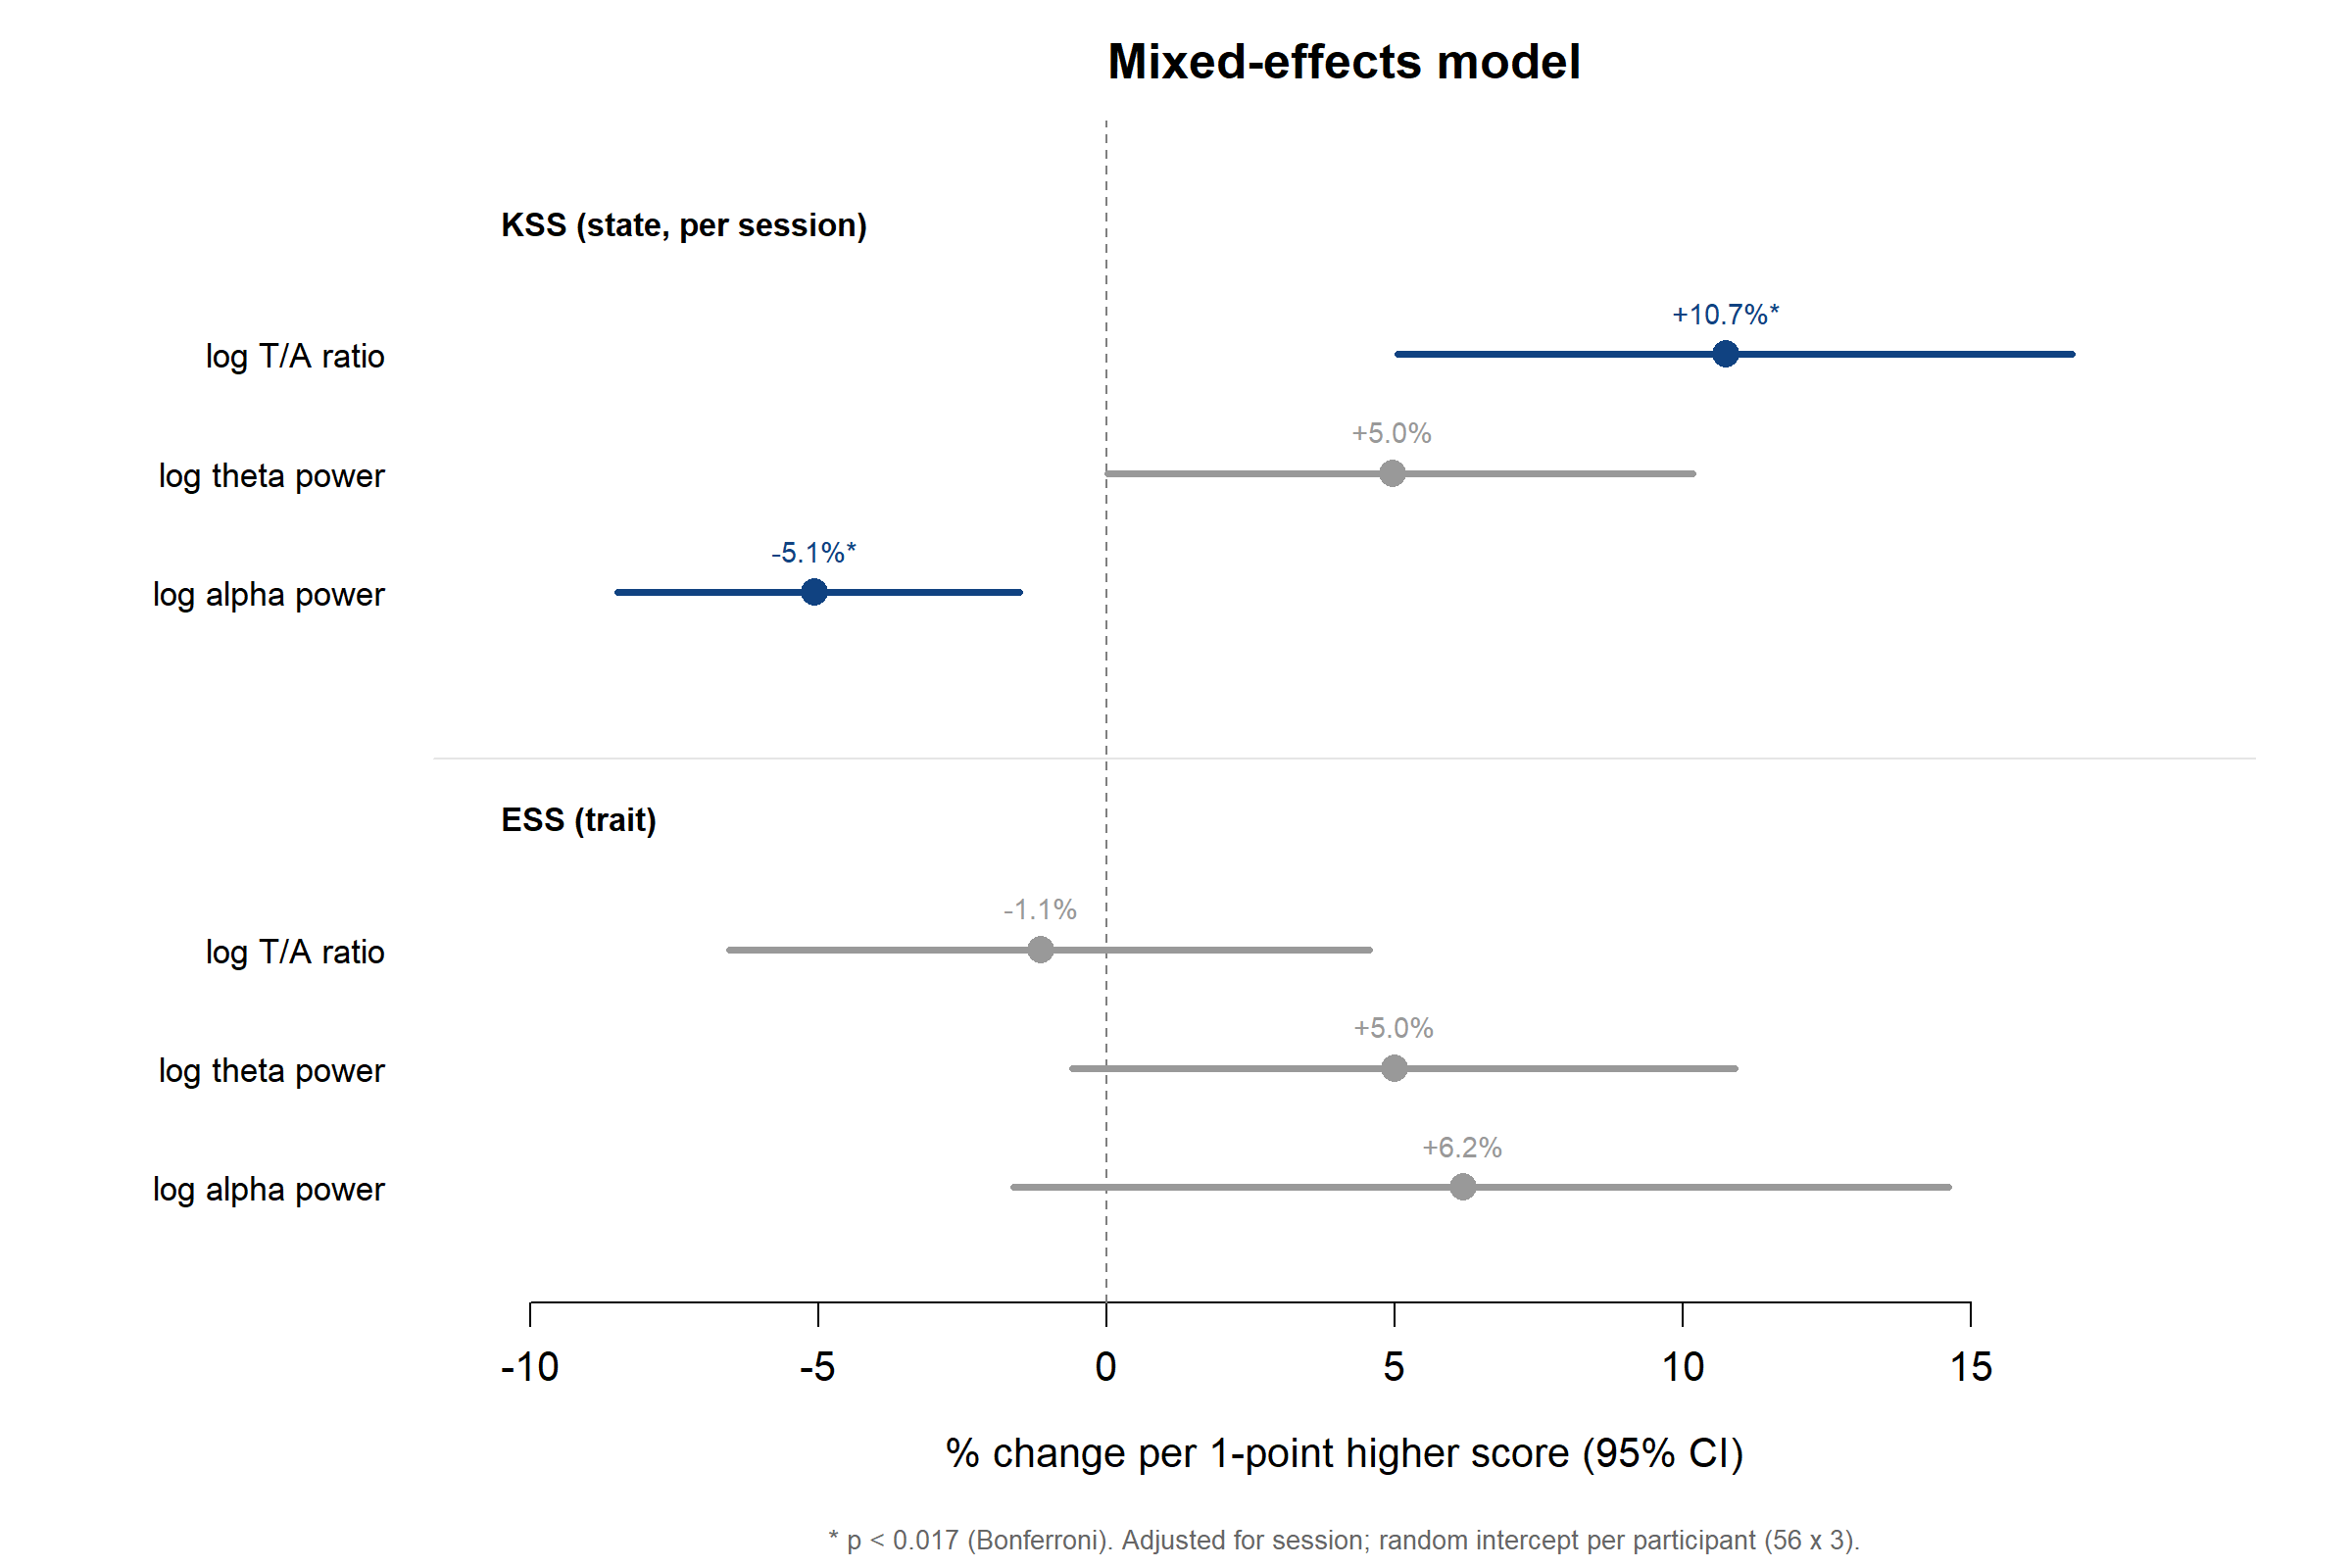 Mixed-effects model
KSS (state, per session)
+10.7%*
log T/A ratio
+5.0%
log theta power
-5.1%*
log alpha power
ESS (trait)
-1.1%
log T/A ratio
+5.0%
log theta power
+6.2%
log alpha power
-10 -5 0 5 10 15
% change per 1-point higher score (95% CI)
* p < 0.017 (Bonferroni). Adjusted for session; random intercept per participant (56 x 3).